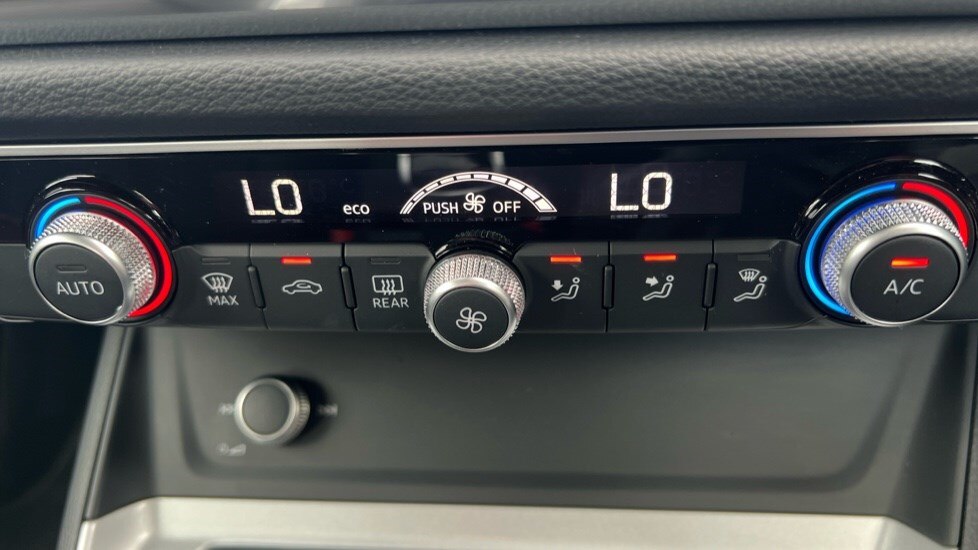 LO
eco
PUSH OFF
LO
AUTO
MAX
REAR
A/C